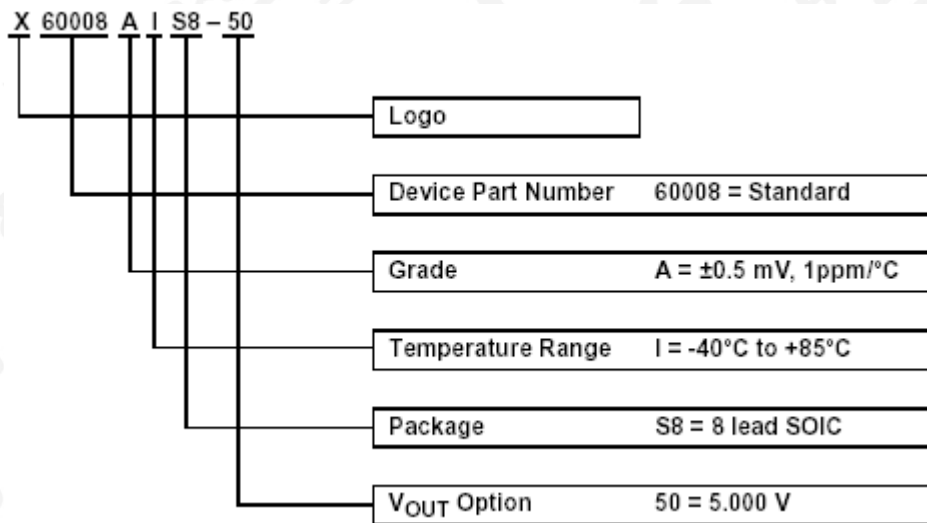 X 60008 A I S8 – 50
Logo
Device Part Number 60008 = Standard
Grade A = ±0.5 mV, 1ppm/°C
Temperature Range I = -40°C to +85°C
Package S8 = 8 lead SOIC
VOUT Option 50 = 5.000 V